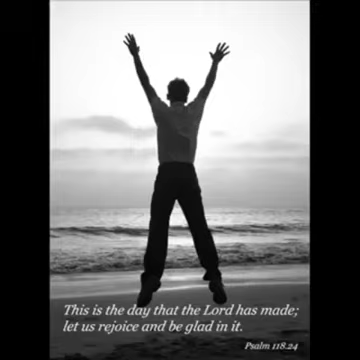 This is the day that the Lord has made;
let us rejoice and be glad in it.
Psalm 118.24